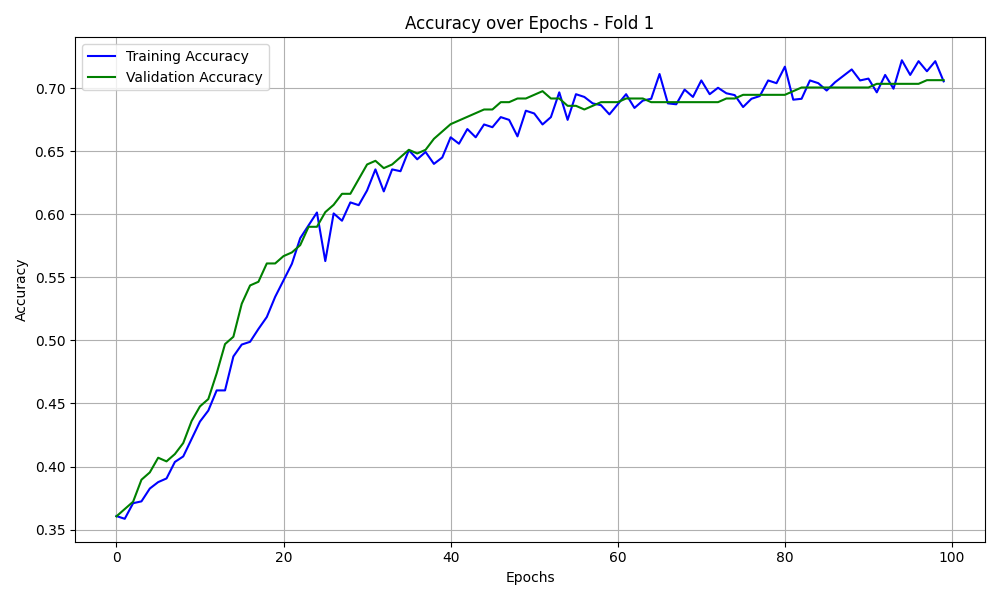 Accuracy over Epochs - Fold 1
Training Accuracy
Validation Accuracy
Accuracy
0.70
0.65
0.60
0.55
0.50
0.45
0.40
0.35
0 20 40 60 80 100
Epochs